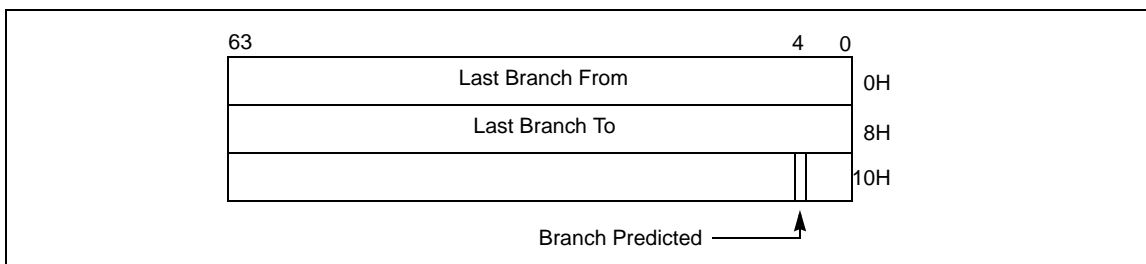 63 4 0
Last Branch From 0H
Last Branch To 8H
10H
Branch Predicted